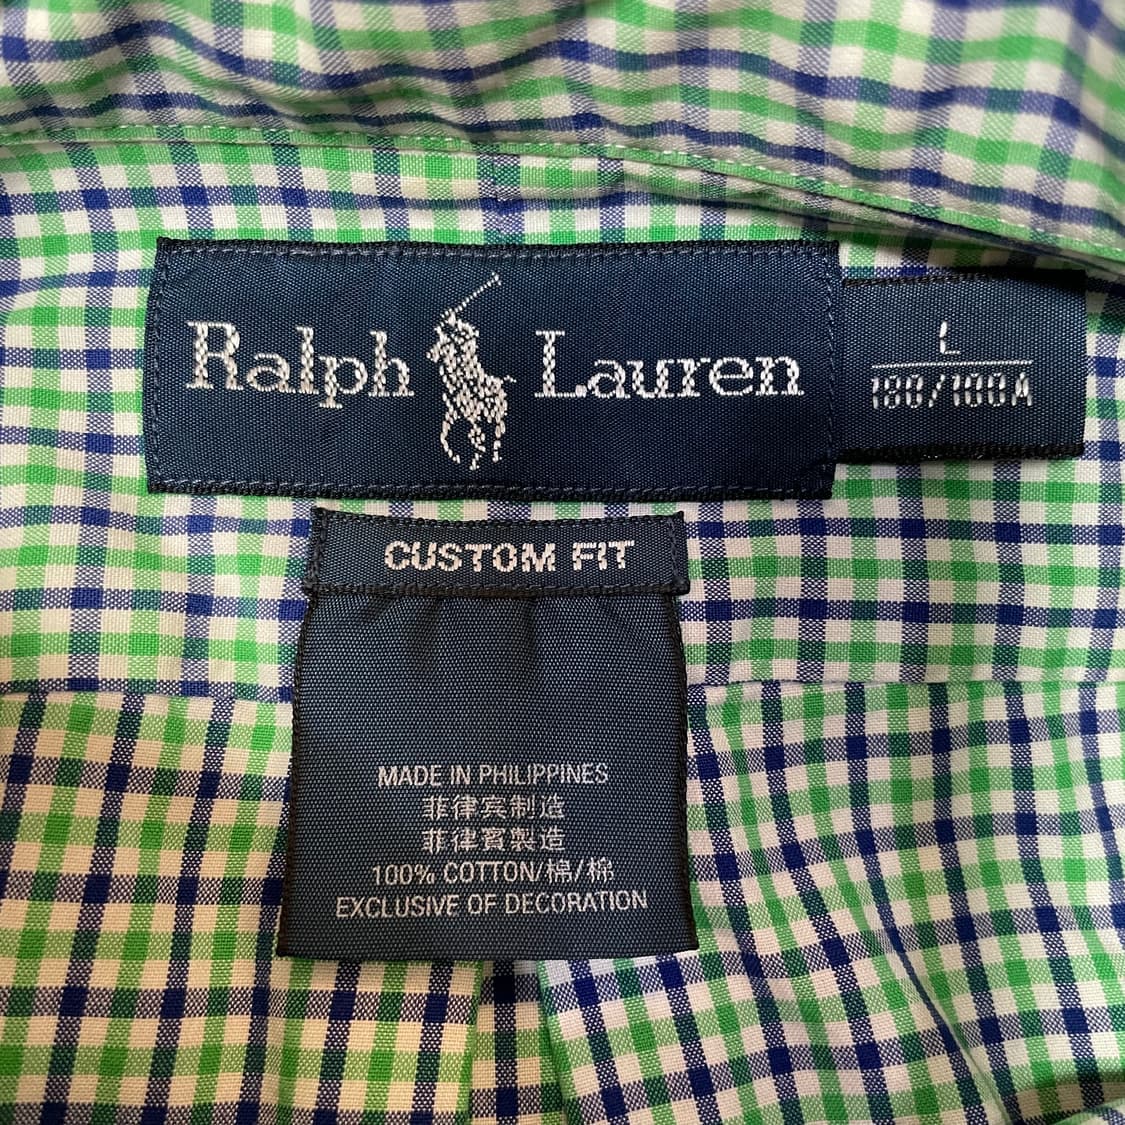 Ralph Lauren
L
180/100A
CUSTOM FIT
MADE IN PHILIPPINES
菲律宾制造
菲律賓製造
100% COTTON/棉/棉
EXCLUSIVE OF DECORATION